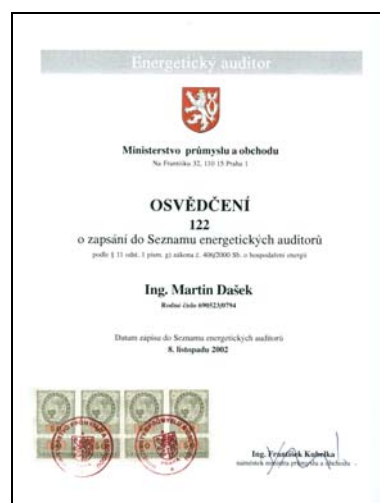 Energetický auditor
Ministerstvo průmyslu a obchodu
Na Františku 32, 110 15 Praha 1
OSVĚDČENÍ
122
o zapsání do Seznamu energetických auditorů
podle § 11 odst. 1 písm. g) zákona č. 406/2000 Sb. o hospodaření energií
Ing. Martin Dašek
Rodné číslo 690523/0794
Datum zápisu do Seznamu energetických auditorů
8. listopadu 2002
Ing. František Kubelka
náměstek ministra průmyslu a obchodu